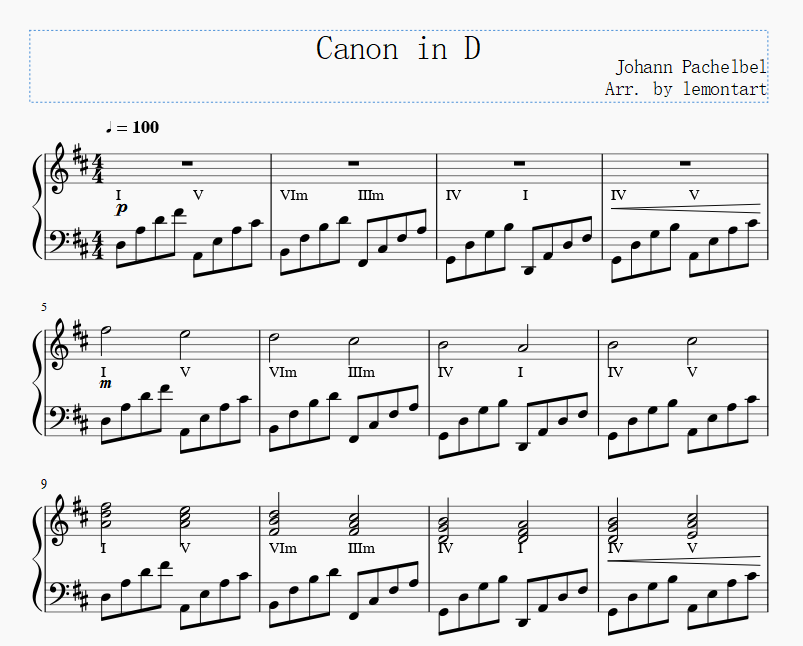 Canon in D
Johann Pachelbel
Arr. by lemontart
♩ = 100
I V VIm IIIm IV I IV V
p
5
I V VIm IIIm IV I IV V
m
9
I V VIm IIIm IV I IV V